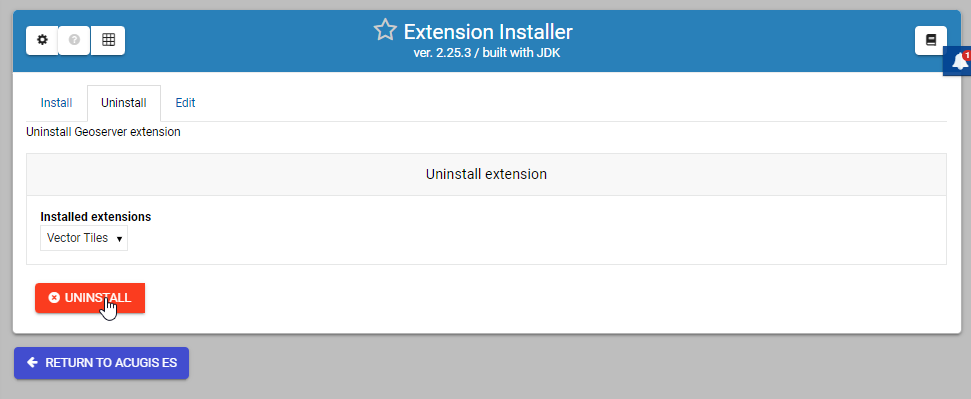 Extension Installer
ver. 2.25.3 / built with JDK
1
Install Uninstall Edit
Uninstall Geoserver extension
Uninstall extension
Installed extensions
Vector Tiles
UNINSTALL
RETURN TO ACUGIS ES